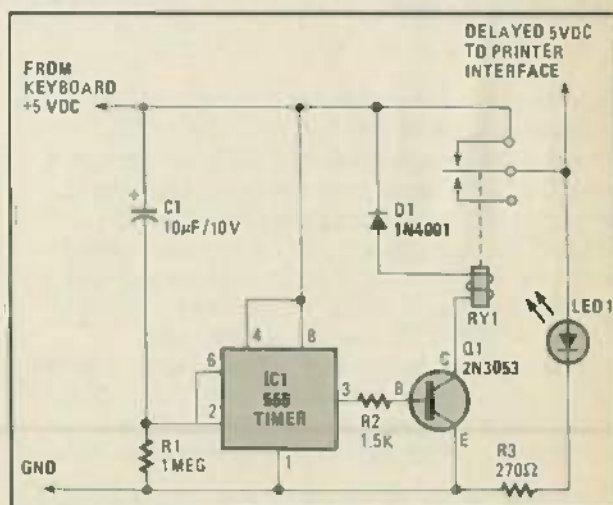 DELAYED 5VDC
TO PRINTER
INTERFACE
FROM
KEYBOARD
+5 VDC
C1
10µF/10V
D1
1N4001
RY1
LED1
4
8
6
2
IC1
555
TIMER
3
R2
1.5K
B
C
Q1
2N3053
E
R1
1MEG
1
R3
270Ω
GND
+